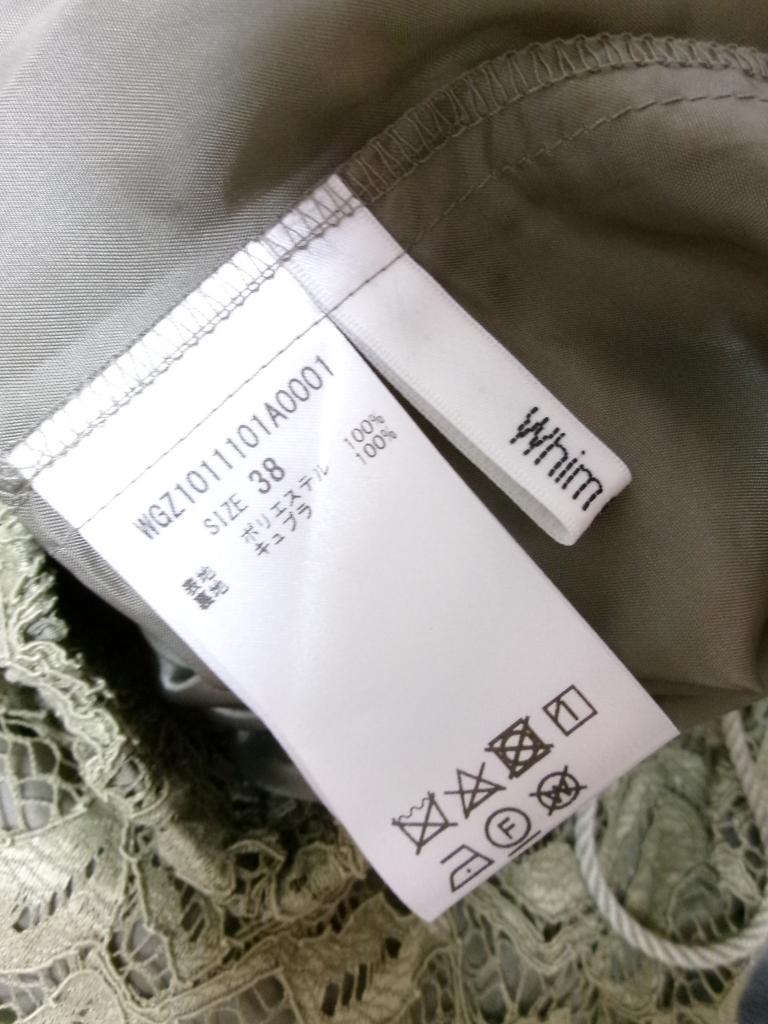 WGZ1011101A0001
SIZE 38
表地 ポリエステル 100%
裏地 キュプラ 100%
Whim
F
W